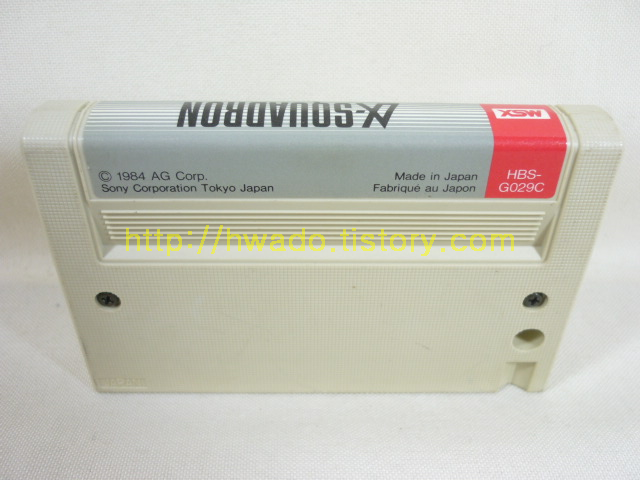 α-SQUADRON
MSX
© 1984 AG Corp.
Sony Corporation Tokyo Japan
Made in Japan
Fabriqué au Japon
HBS-
G029C
http://hwado.tistory.com